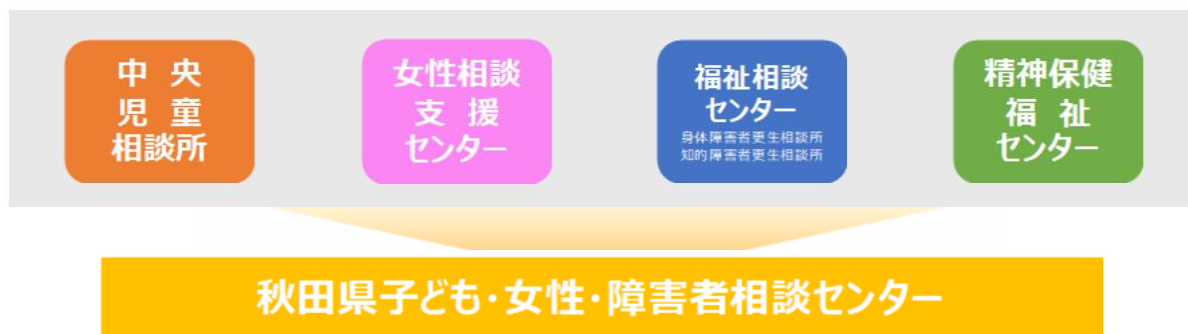 中 央
児 童
相談所
女性相談
支 援
センター
福祉相談
センター
身体障害者更生相談所
知的障害者更生相談所
精神保健
福 祉
センター
秋田県子ども・女性・障害者相談センター